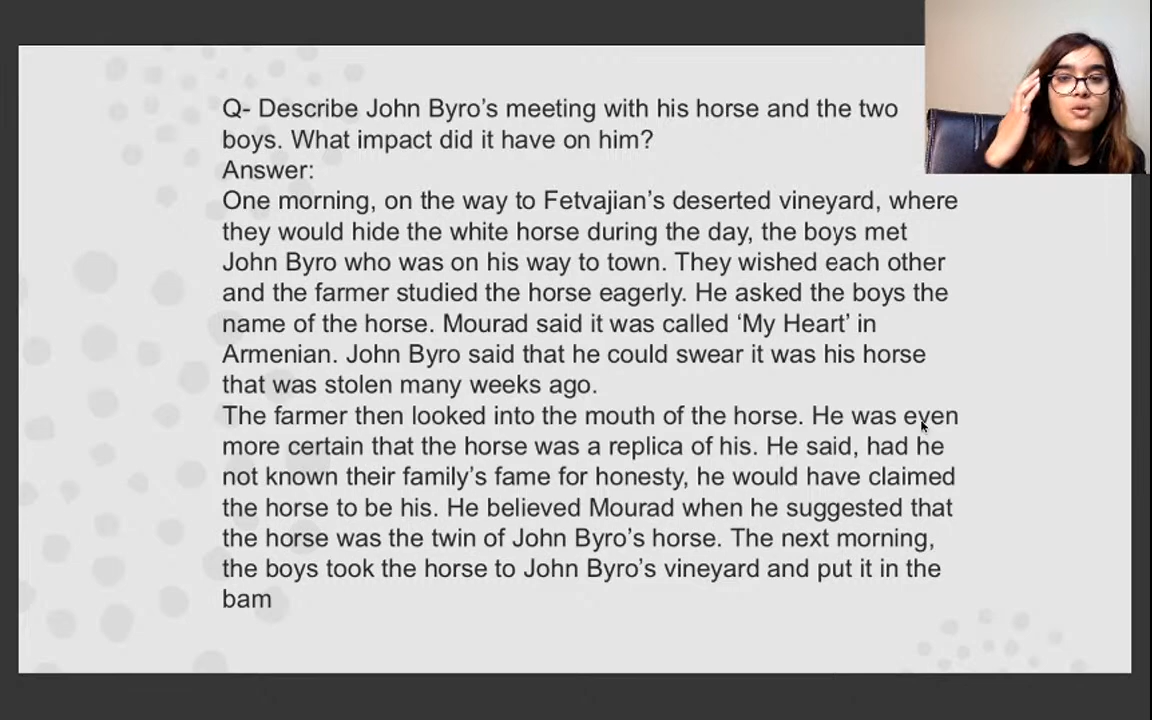 Q- Describe John Byro’s meeting with his horse and the two
boys. What impact did it have on him?
Answer:
One morning, on the way to Fetvajian’s deserted vineyard, where
they would hide the white horse during the day, the boys met
John Byro who was on his way to town. They wished each other
and the farmer studied the horse eagerly. He asked the boys the
name of the horse. Mourad said it was called ‘My Heart’ in
Armenian. John Byro said that he could swear it was his horse
that was stolen many weeks ago.
The farmer then looked into the mouth of the horse. He was even
more certain that the horse was a replica of his. He said, had he
not known their family’s fame for honesty, he would have claimed
the horse to be his. He believed Mourad when he suggested that
the horse was the twin of John Byro’s horse. The next morning,
the boys took the horse to John Byro’s vineyard and put it in the
bam